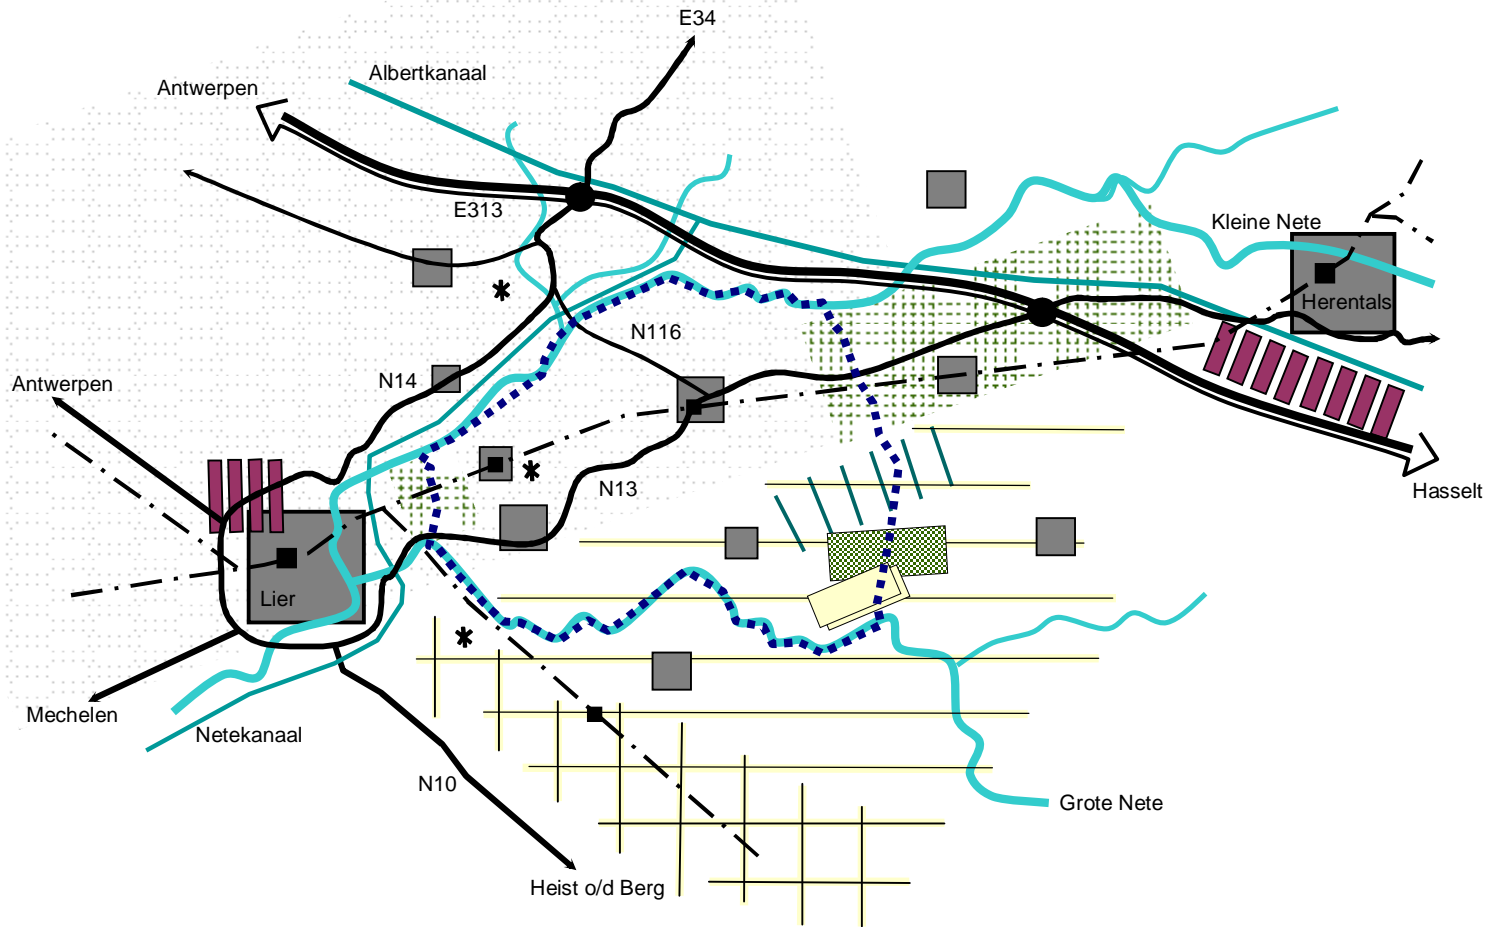 E34
Albertkanaal
Antwerpen
E313
Kleine Nete
Herentals
N116
N14
Antwerpen
N13
Hasselt
Lier
Mechelen
Netekanaal
N10
Grote Nete
Heist o/d Berg